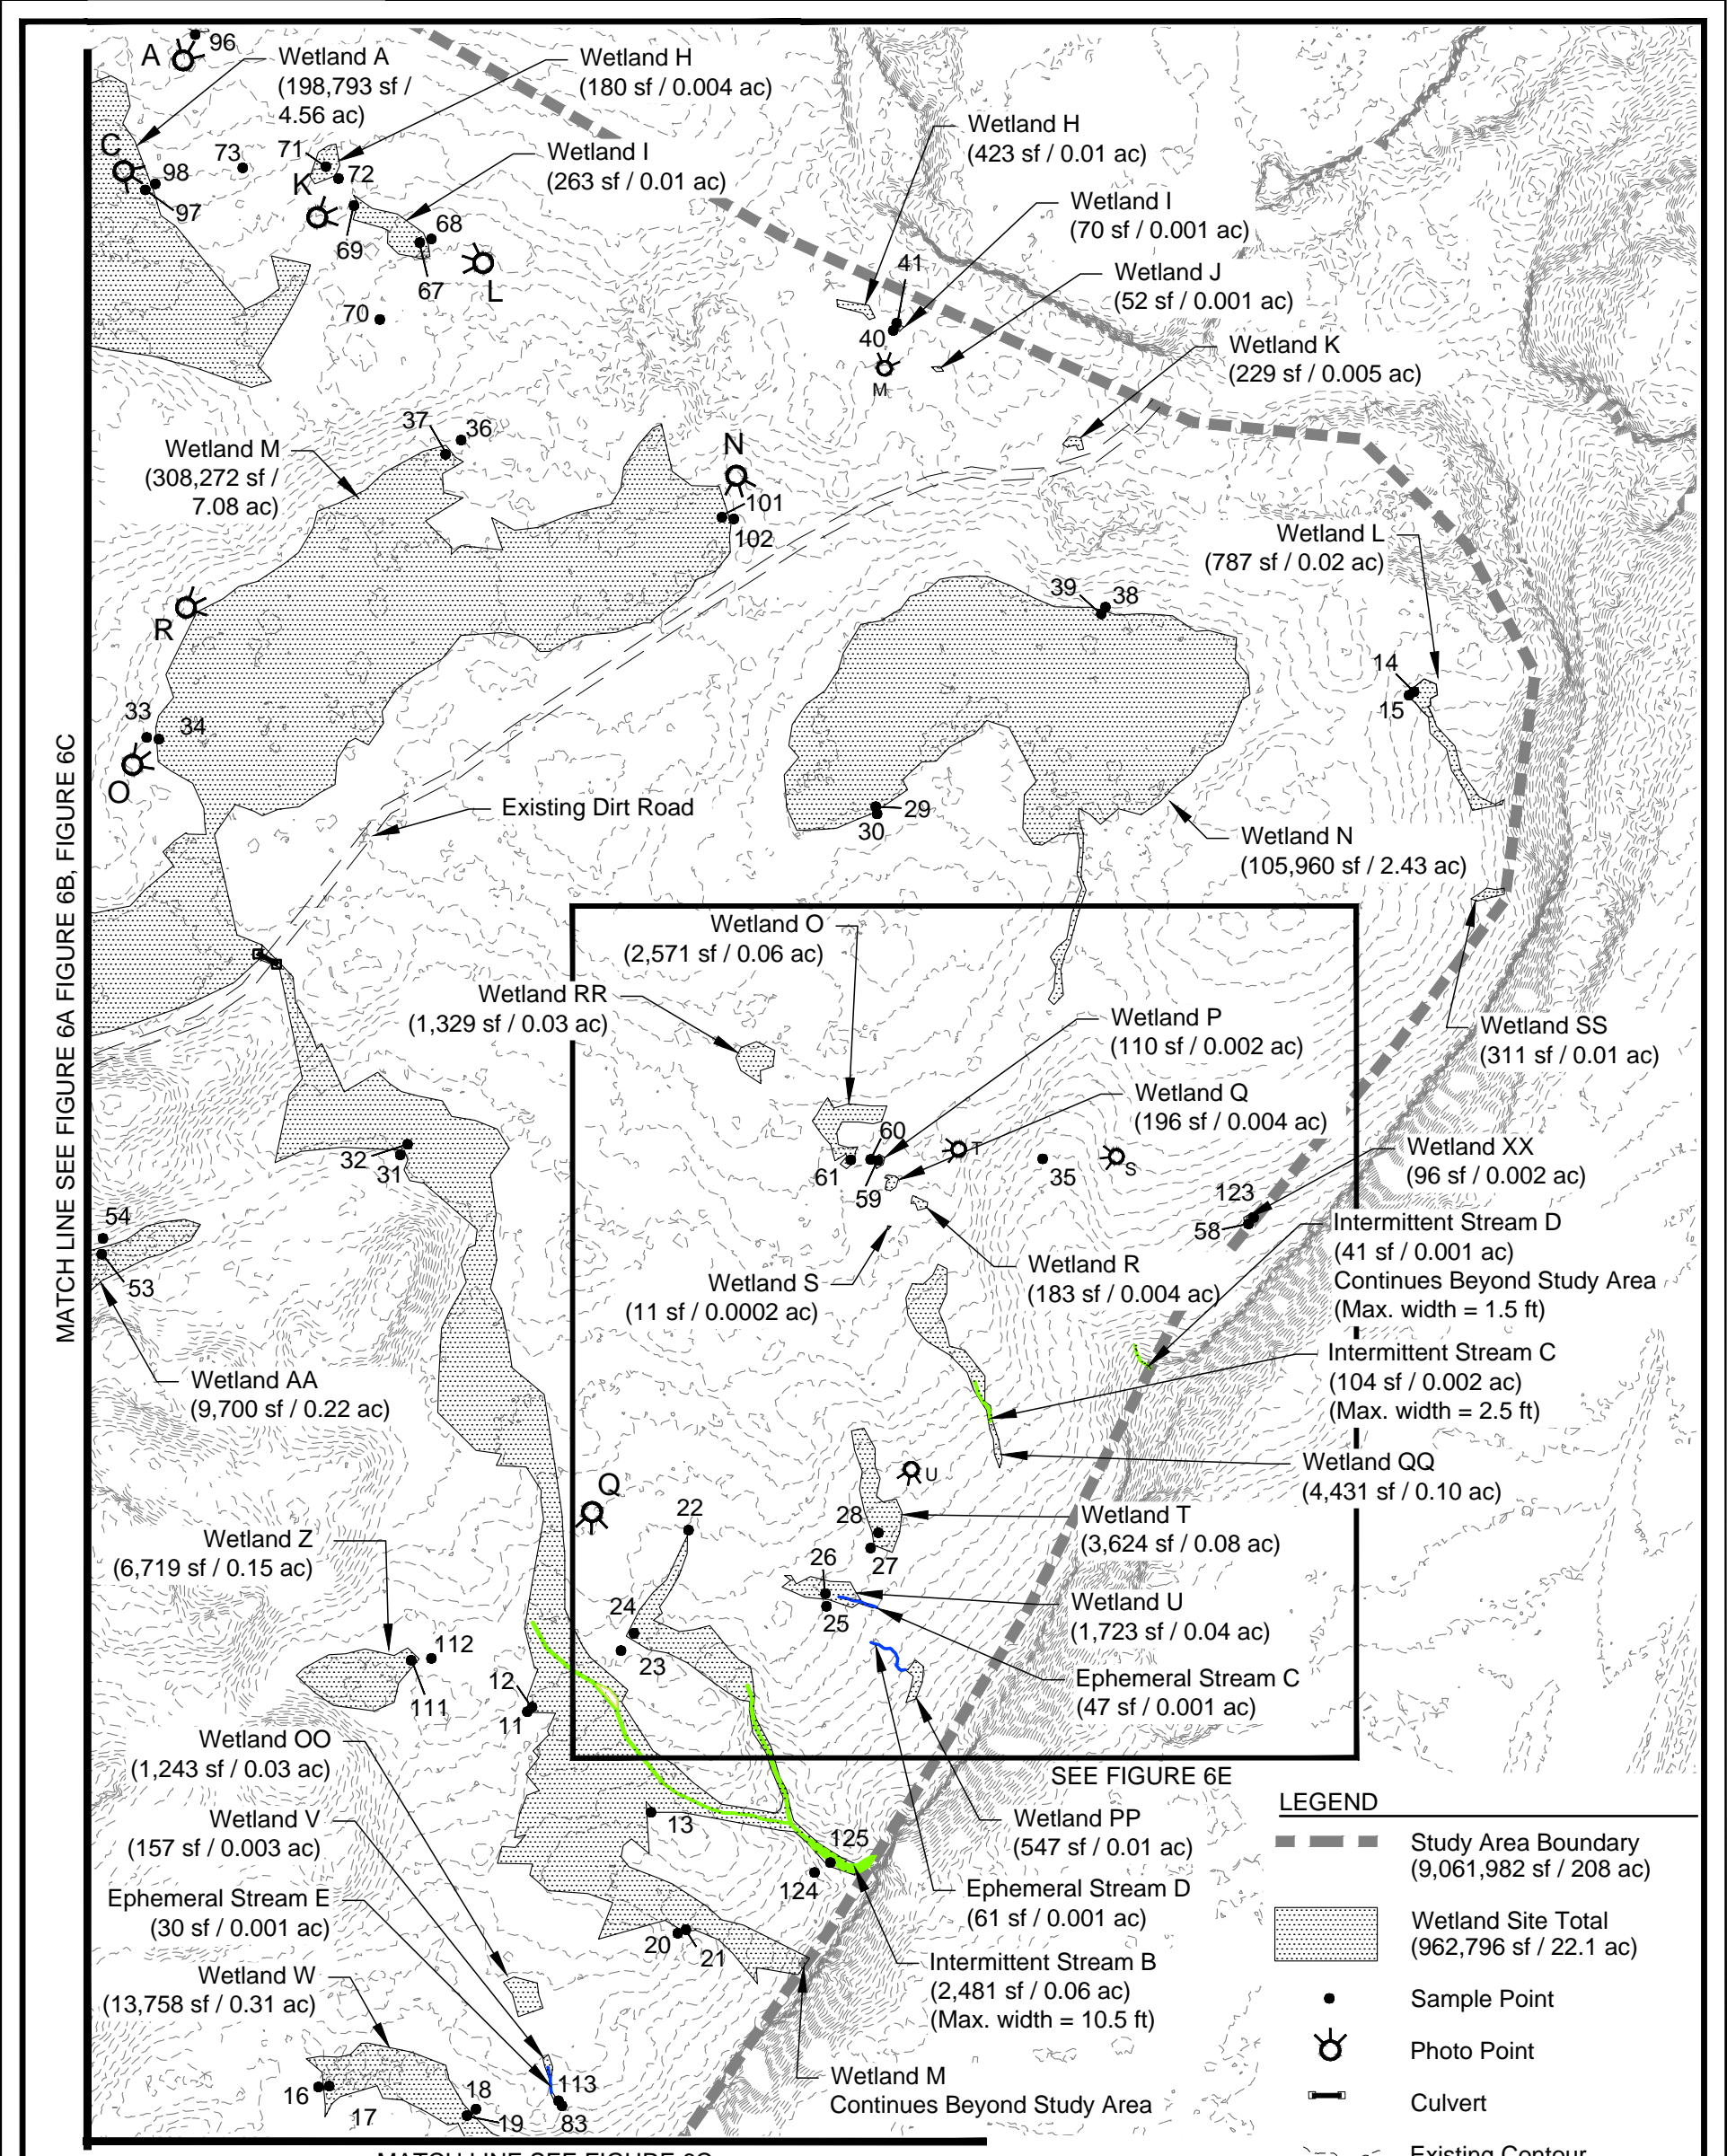 A
96
Wetland A
(198,793 sf /
4.56 ac)
Wetland H
(180 sf / 0.004 ac)
Wetland H
(423 sf / 0.01 ac)
C
98
97
73
71
72
K
Wetland I
(263 sf / 0.01 ac)
69
68
67
L
70
Wetland I
(70 sf / 0.001 ac)
41
40
M
Wetland J
(52 sf / 0.001 ac)
Wetland K
(229 sf / 0.005 ac)
37
36
Wetland M
(308,272 sf /
7.08 ac)
N
101
102
Wetland L
(787 sf / 0.02 ac)
R
39
38
14
15
33
34
O
Existing Dirt Road
29
30
Wetland N
(105,960 sf / 2.43 ac)
MATCH LINE SEE FIGURE 6A FIGURE 6B, FIGURE 6C
Wetland O
(2,571 sf / 0.06 ac)
Wetland RR
(1,329 sf / 0.03 ac)
Wetland P
(110 sf / 0.002 ac)
Wetland SS
(311 sf / 0.01 ac)
Wetland Q
(196 sf / 0.004 ac)
60
61
59
T
35
S
Wetland XX
(96 sf / 0.002 ac)
32
31
123
58
54
53
Wetland R
(183 sf / 0.004 ac)
Wetland S
(11 sf / 0.0002 ac)
Intermittent Stream D
(41 sf / 0.001 ac)
Continues Beyond Study Area
(Max. width = 1.5 ft)
Wetland AA
(9,700 sf / 0.22 ac)
Intermittent Stream C
(104 sf / 0.002 ac)
(Max. width = 2.5 ft)
Wetland QQ
(4,431 sf / 0.10 ac)
Q
22
U
28
27
Wetland T
(3,624 sf / 0.08 ac)
Wetland Z
(6,719 sf / 0.15 ac)
26
25
24
23
Wetland U
(1,723 sf / 0.04 ac)
112
111
12
11
Ephemeral Stream C
(47 sf / 0.001 ac)
Wetland OO
(1,243 sf / 0.03 ac)
SEE FIGURE 6E
Wetland V
(157 sf / 0.003 ac)
13
125
124
Wetland PP
(547 sf / 0.01 ac)
Ephemeral Stream E
(30 sf / 0.001 ac)
Ephemeral Stream D
(61 sf / 0.001 ac)
20
21
Wetland W
(13,758 sf / 0.31 ac)
Intermittent Stream B
(2,481 sf / 0.06 ac)
(Max. width = 10.5 ft)
16
17
18
19
113
83
Wetland M
Continues Beyond Study Area
LEGEND
Study Area Boundary
(9,061,982 sf / 208 ac)
Wetland Site Total
(962,796 sf / 22.1 ac)
Sample Point
Photo Point
Culvert
Existing Contour